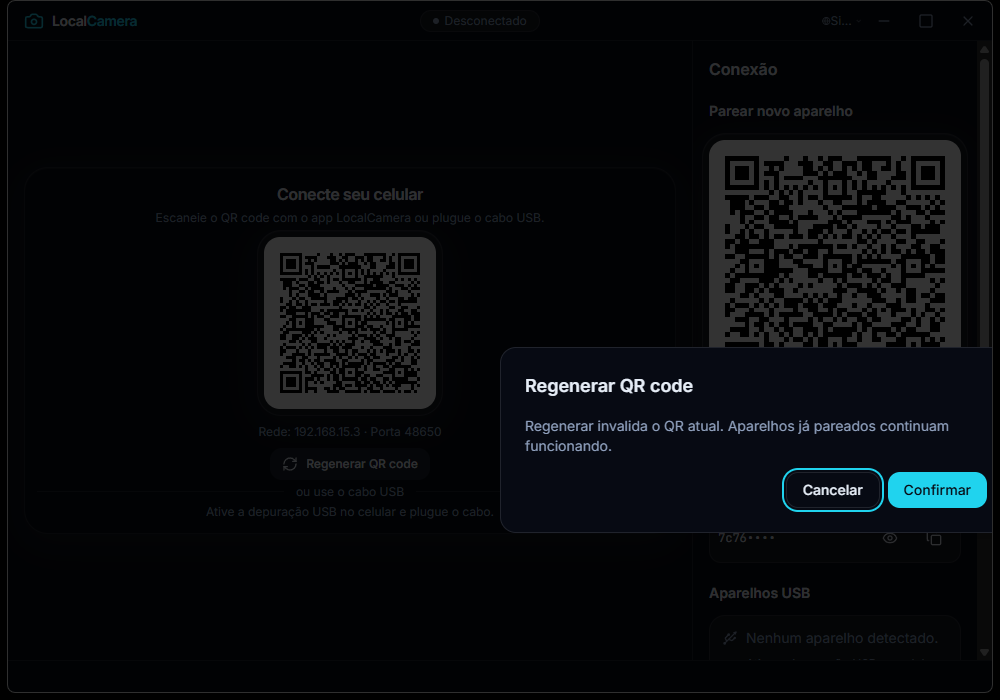 LocalCamera
Desconectado
Si...
Conecte seu celular
Escaneie o QR code com o app LocalCamera ou plugue o cabo USB.
Rede: 192.168.15.3 · Porta 48650
Regenerar QR code
ou use o cabo USB
Ative a depuração USB no celular e plugue o cabo.
Conexão
Parear novo aparelho
Regenerar QR code
Regenerar invalida o QR atual. Aparelhos já pareados continuam
funcionando.
Cancelar
Confirmar
7c76••••
Aparelhos USB
Nenhum aparelho detectado.